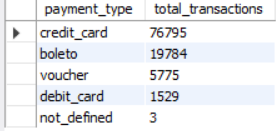 payment_type total_transactions
credit_card 76795
boleto 19784
voucher 5775
debit_card 1529
not_defined 3